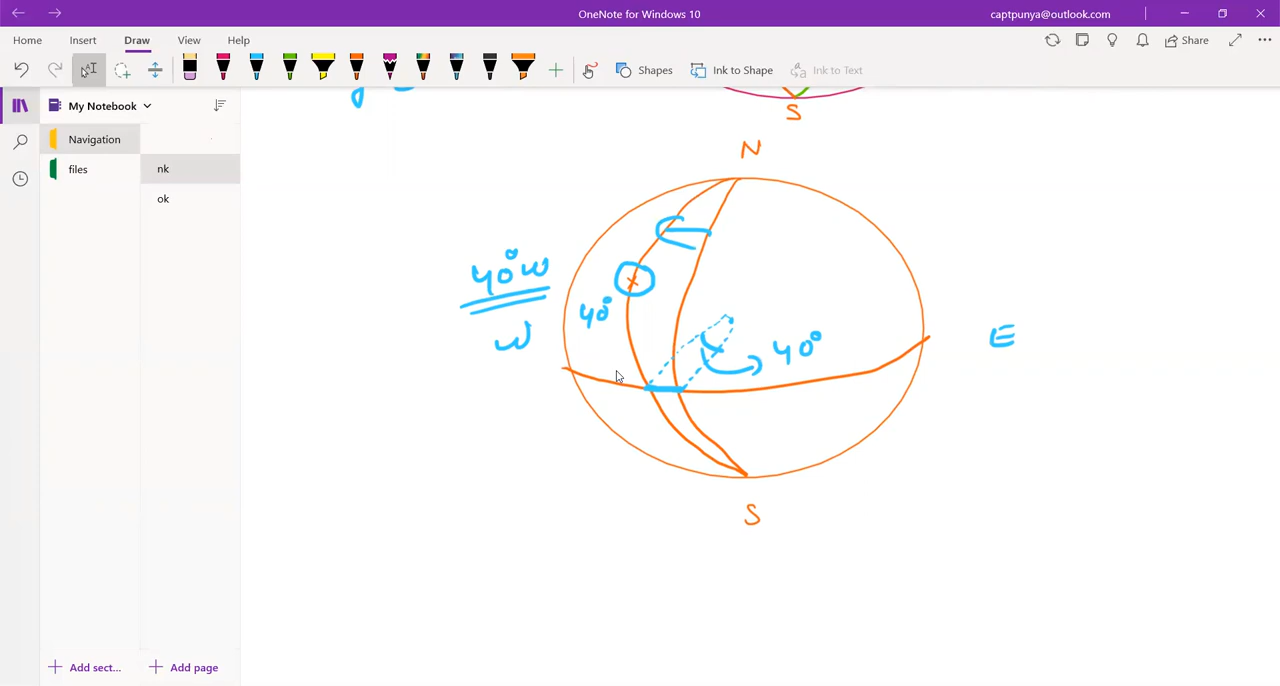 OneNote for Windows 10
captpunya@outlook.com
Home Insert Draw View Help
Share
Shapes Ink to Shape Ink to Text
My Notebook
Navigation
files
nk
ok
S
N
40°W
40°
W
40°
E
S
Add sect... Add page